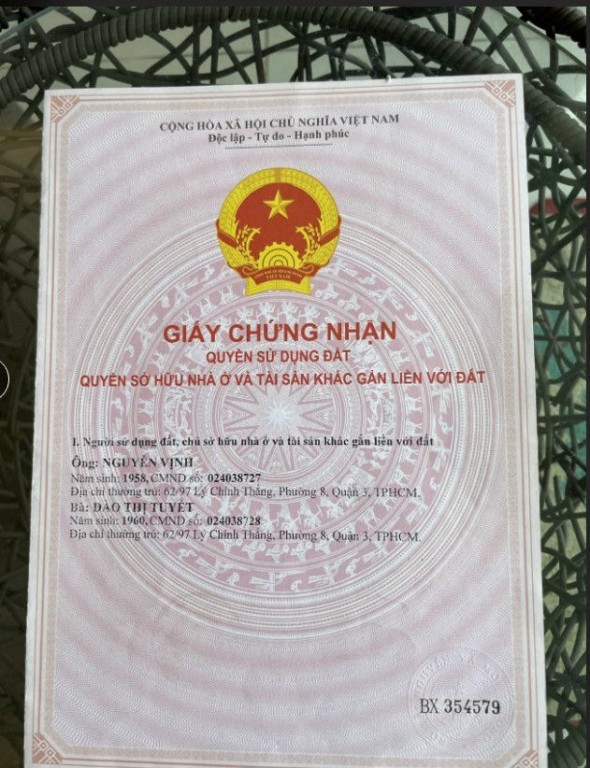 CỘNG HÒA XÃ HỘI CHỦ NGHĨA VIỆT NAM
Độc lập - Tự do - Hạnh phúc
VIỆT NAM
GIẤY CHỨNG NHẬN
QUYỀN SỬ DỤNG ĐẤT
QUYỀN SỞ HỮU NHÀ Ở VÀ TÀI SẢN KHÁC GẮN LIỀN VỚI ĐẤT
I. Người sử dụng đất, chủ sở hữu nhà ở và tài sản khác gắn liền với đất
Ông: NGUYỄN VỊNH
Năm sinh: 1958, CMND số: 024038727
Địa chỉ thường trú: 62/97 Lý Chính Thắng, Phường 8, Quận 3, TPHCM.
Bà: ĐÀO THỊ TUYẾT
Năm sinh: 1960, CMND số: 024038728
Địa chỉ thường trú: 62/97 Lý Chính Thắng, Phường 8, Quận 3, TPHCM.
BX 354579